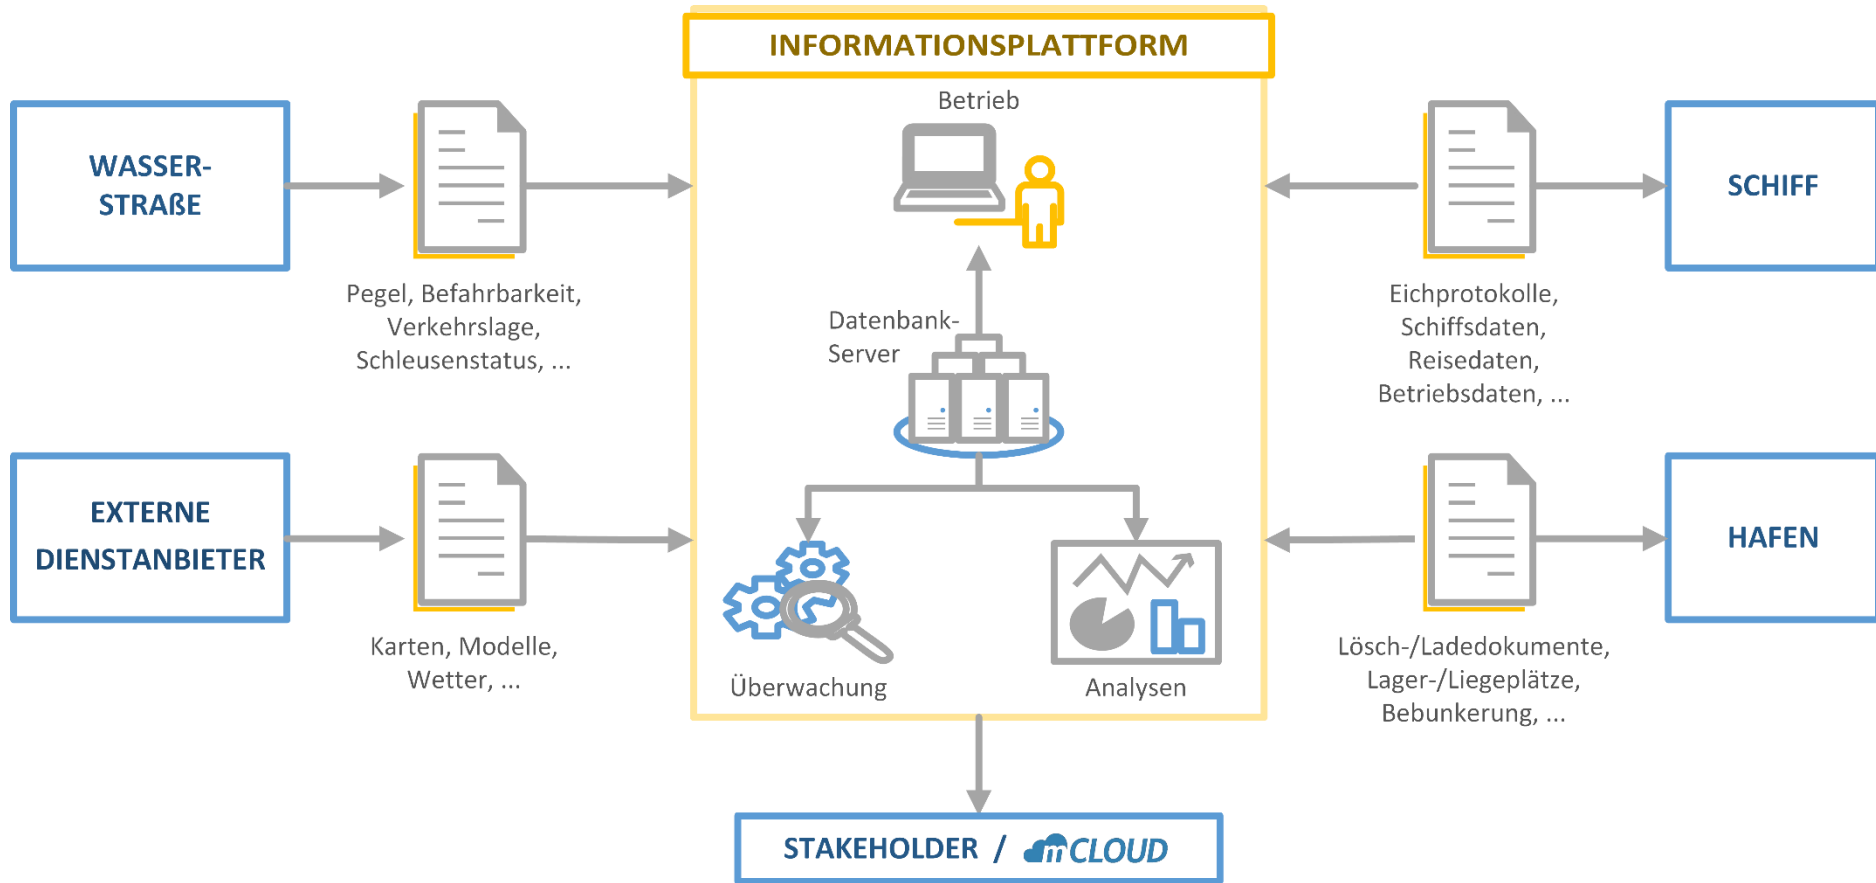 INFORMATIONSPLATTFORM
Betrieb
WASSER-
STRAßE
SCHIFF
Pegel, Befahrbarkeit,
Verkehrslage,
Schleusenstatus, ...
Datenbank-
Server
Eichprotokolle,
Schiffsdaten,
Reisedaten,
Betriebsdaten, ...
EXTERNE
DIENSTANBIETER
HAFEN
Karten, Modelle,
Wetter, ...
Überwachung
Analysen
Lösch-/Ladedokumente,
Lager-/Liegeplätze,
Bebunkerung, ...
STAKEHOLDER / mCLOUD